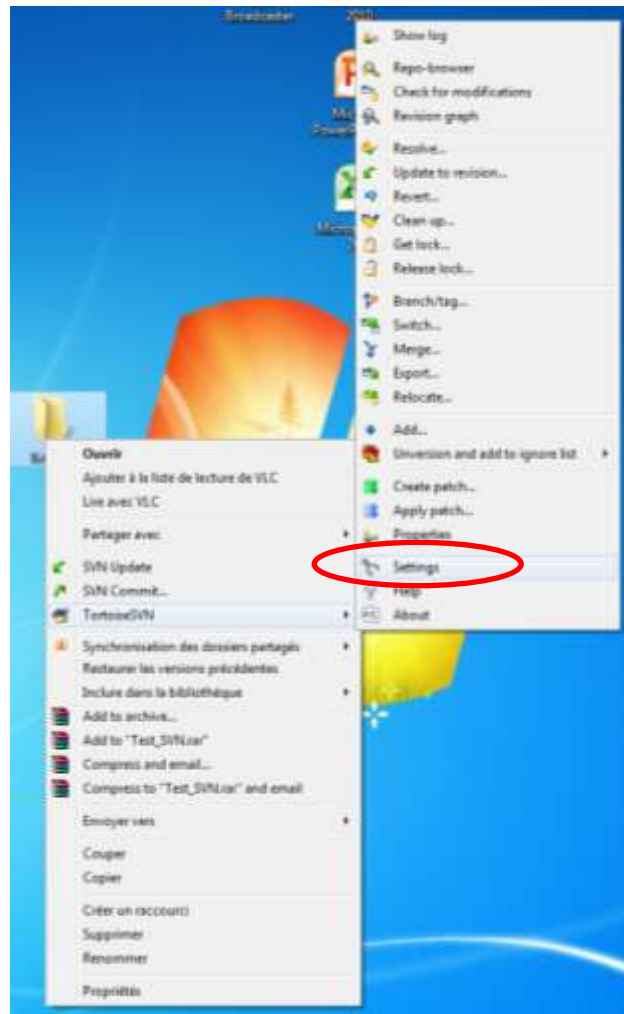 Broadcaster 2010
Show log
Repo-browser
Check for modifications
Revision graph
Resolve...
Update to revision...
Revert...
Clean up...
Get lock...
Release lock...
Branch/tag...
Switch...
Merge...
Export...
Relocate...
Add...
Unversion and add to ignore list
Create patch...
Apply patch...
Properties
Settings
Help
About
Ouvrir
Ajouter à la liste de lecture de VLC
Lire avec VLC
Partager avec
SVN Update
SVN Commit...
TortoiseSVN
Synchronisation des dossiers partagés
Restaurer les versions précédentes
Inclure dans la bibliothèque
Add to archive...
Add to "Test_SVN.rar"
Compress and email...
Compress to "Test_SVN.rar" and email
Envoyer vers
Couper
Copier
Créer un raccourci
Supprimer
Renommer
Propriétés